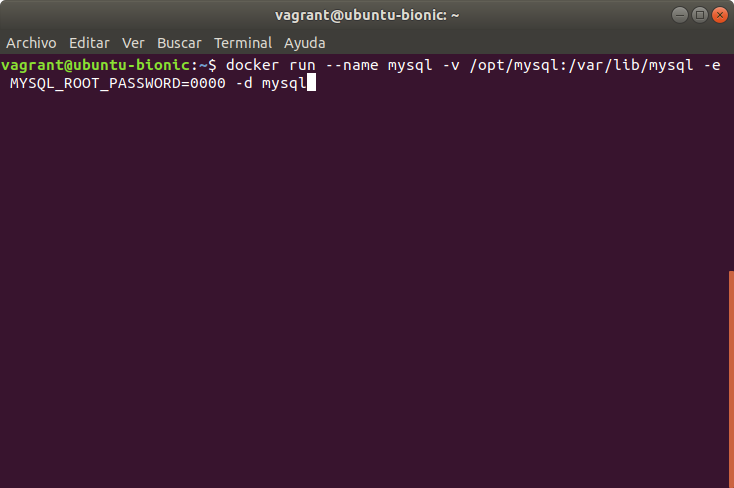 vagrant@ubuntu-bionic: ~
Archivo Editar Ver Buscar Terminal Ayuda
vagrant@ubuntu-bionic:~$ docker run --name mysql -v /opt/mysql:/var/lib/mysql -e
MYSQL_ROOT_PASSWORD=0000 -d mysql